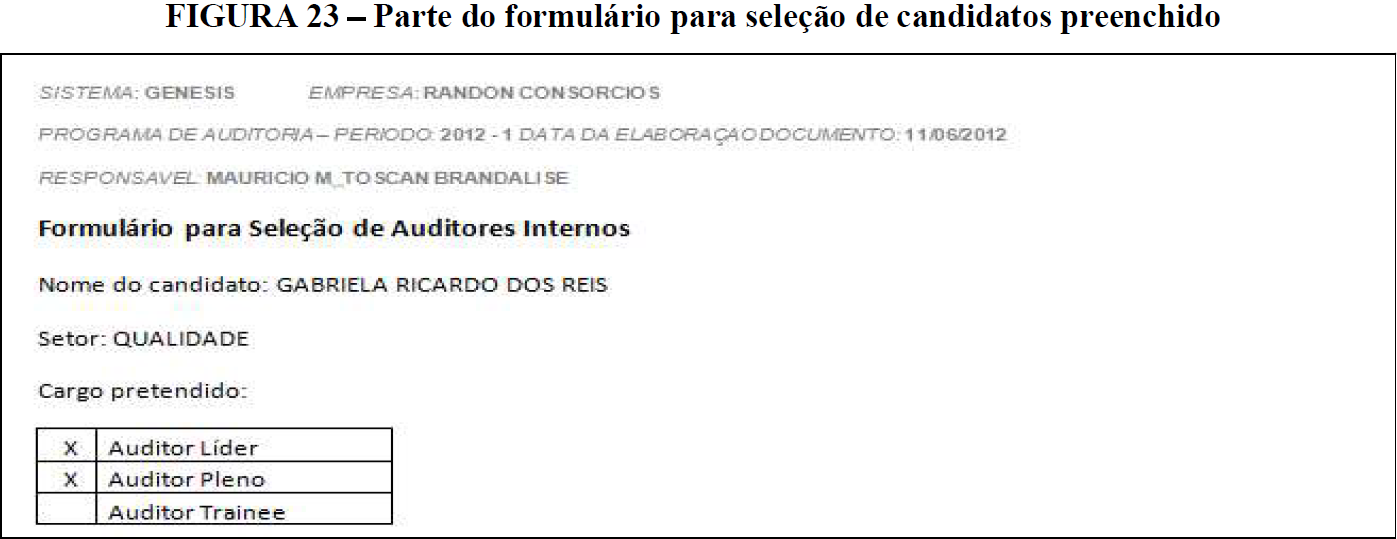 FIGURA 23 – Parte do formulário para seleção de candidatos preenchido
SISTEMA: GENESIS EMPRESA: RANDON CONSORCIOS
PROGRAMA DE AUDITORIA – PERIODO: 2012 - 1 DATA DA ELABORAÇAO DOCUMENTO: 11/06/2012
RESPONSAVEL: MAURICIO M_TOSCAN BRANDALISE
Formulário para Seleção de Auditores Internos
Nome do candidato: GABRIELA RICARDO DOS REIS
Setor: QUALIDADE
Cargo pretendido:
X Auditor Líder
X Auditor Pleno
Auditor Trainee